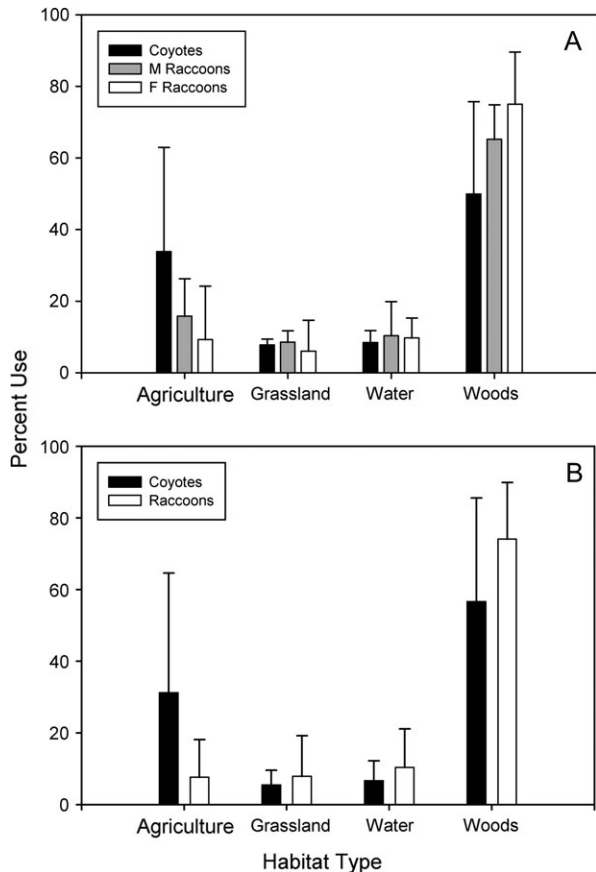 100
80
60
40
20
0
A
Coyotes
M Raccoons
F Raccoons
Agriculture
Grassland
Water
Woods
Percent Use
100
80
60
40
20
0
B
Coyotes
Raccoons
Agriculture
Grassland
Water
Woods
Habitat Type